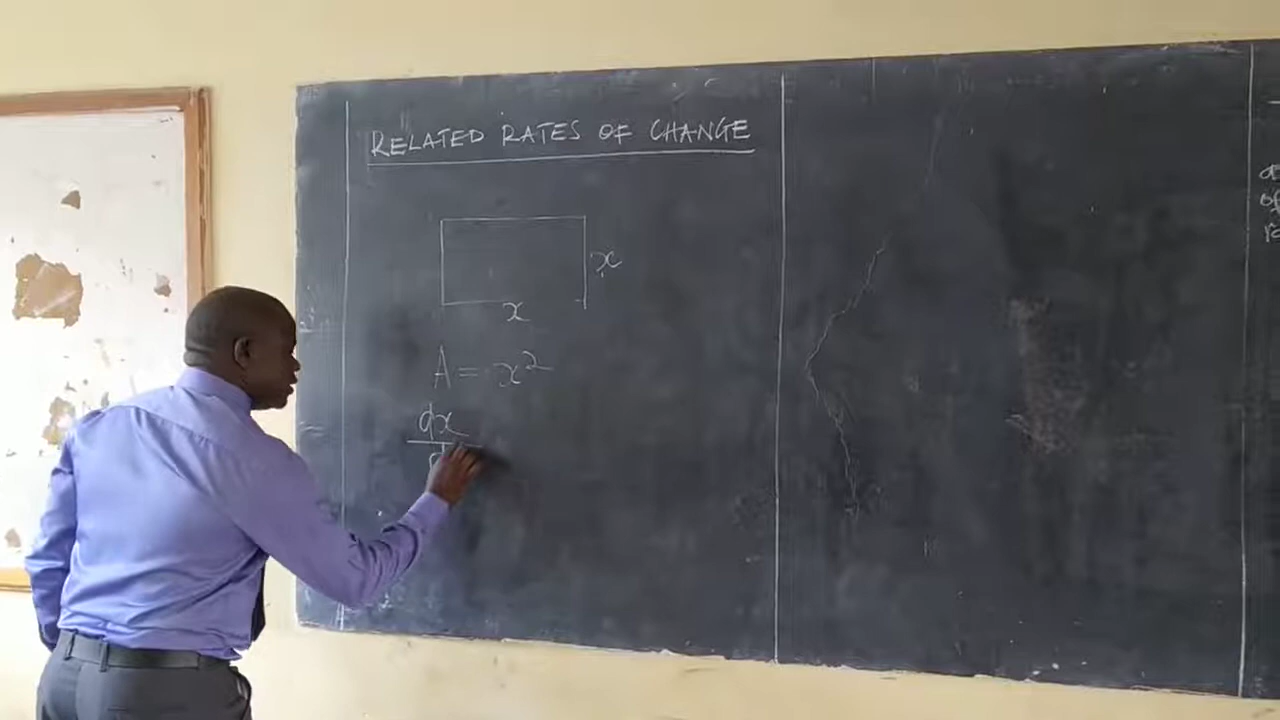 RELATED RATES OF CHANGE
x
x
A = x²
dx
d